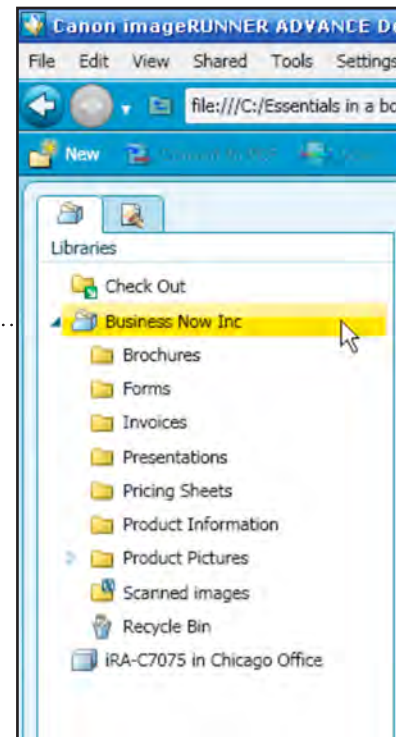 Canon imageRUNNER ADVANCE De
File Edit View Shared Tools Settings
file:///C:/Essentials in a bo
New
Libraries
Check Out
Business Now Inc
Brochures
Forms
Invoices
Presentations
Pricing Sheets
Product Information
Product Pictures
Scanned images
Recycle Bin
iRA-C7075 in Chicago Office